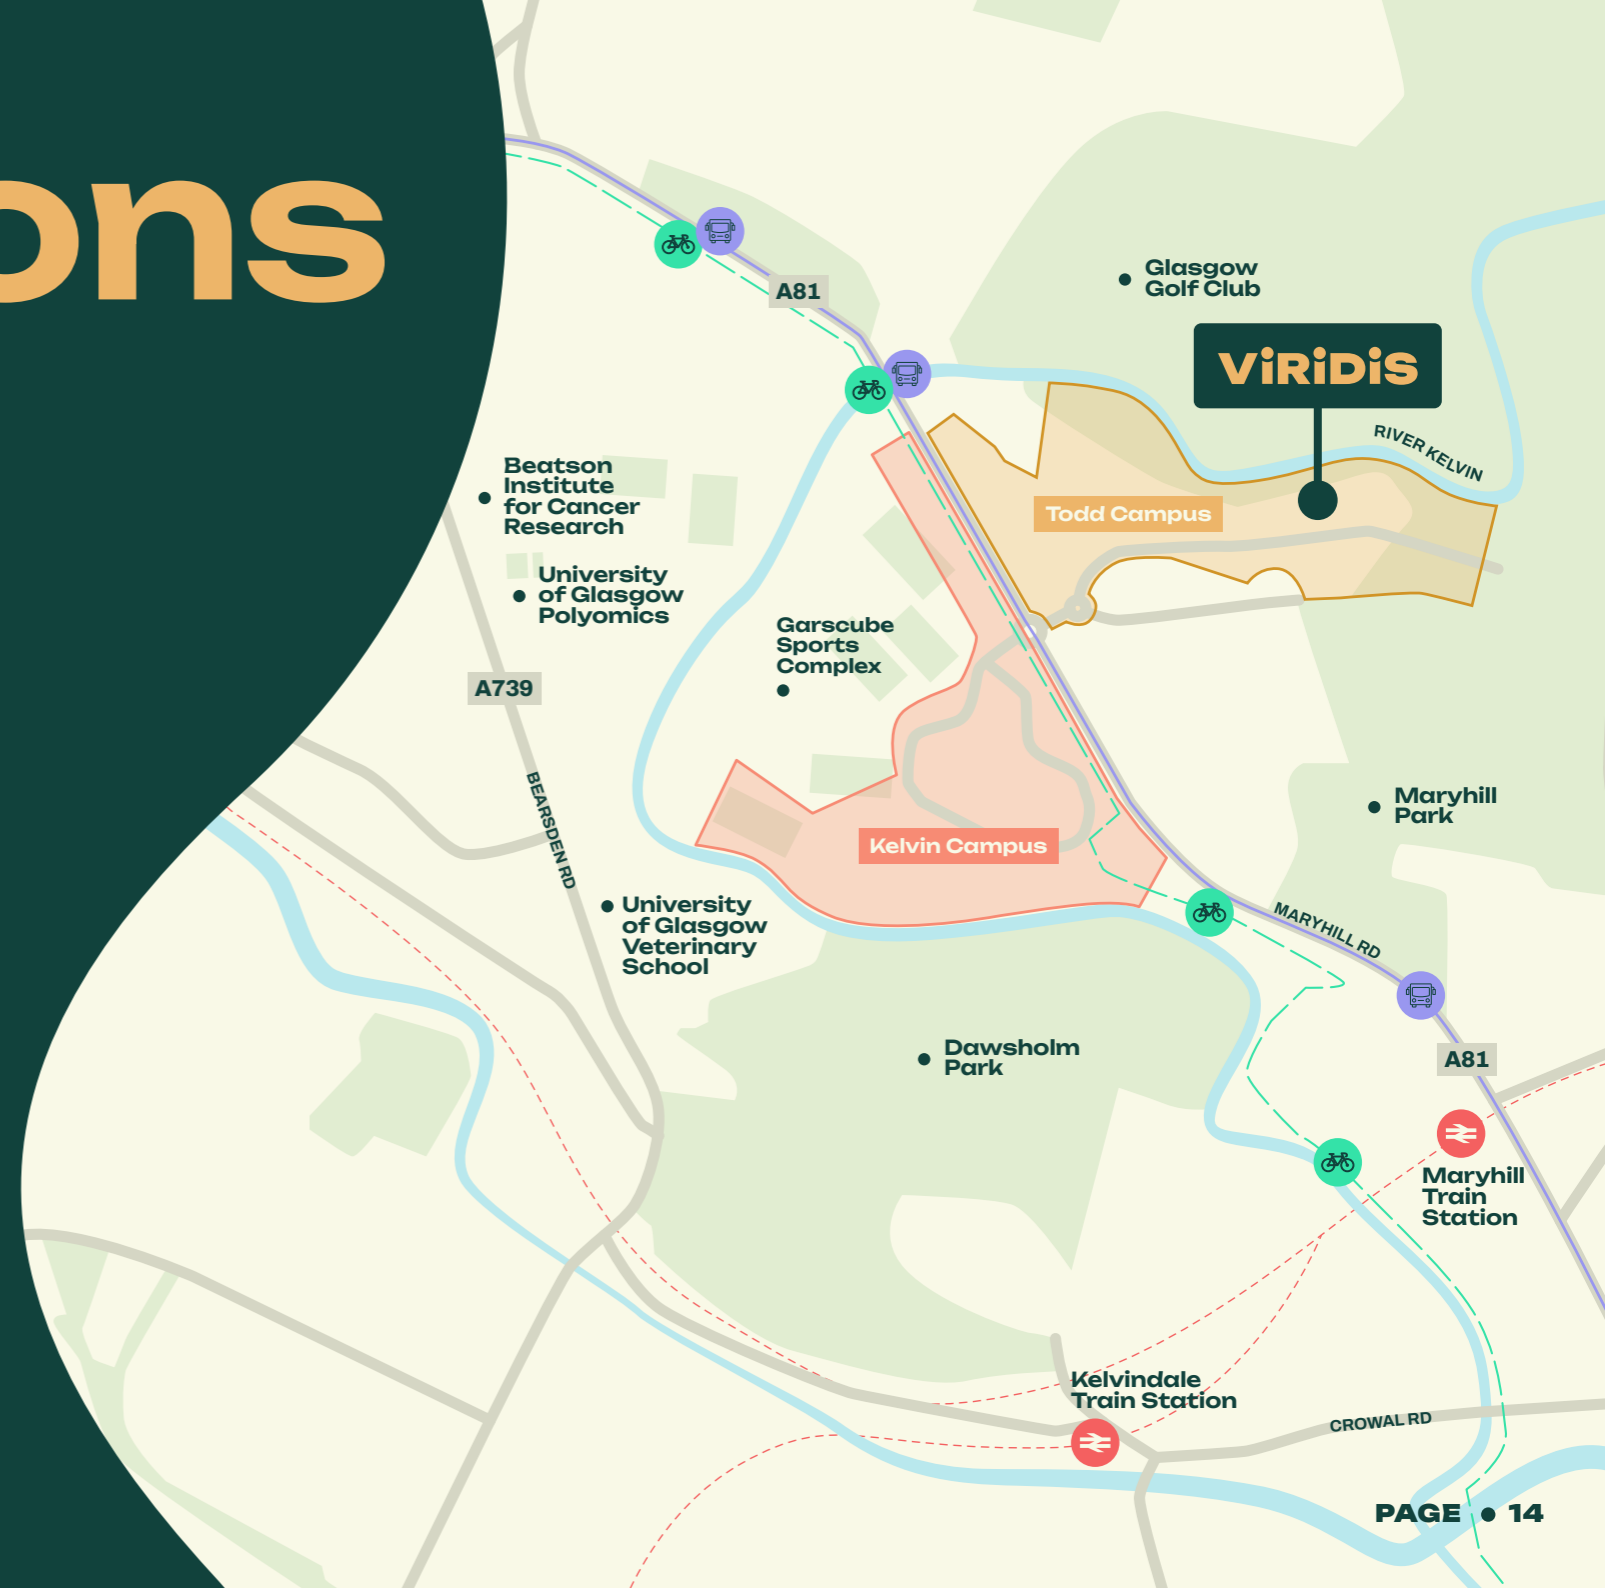 ons
A81
Glasgow
Golf Club
ViRiDiS
RIVER KELVIN
Beatson
Institute
for Cancer
Research
Todd Campus
University
of Glasgow
Polyomics
Garscube
Sports
Complex
A739
BEARSDEN RD
Maryhill
Park
Kelvin Campus
University
of Glasgow
Veterinary
School
MARYHILL RD
Dawsholm
Park
A81
Maryhill
Train
Station
Kelvindale
Train Station
CROWAL RD
PAGE • 14